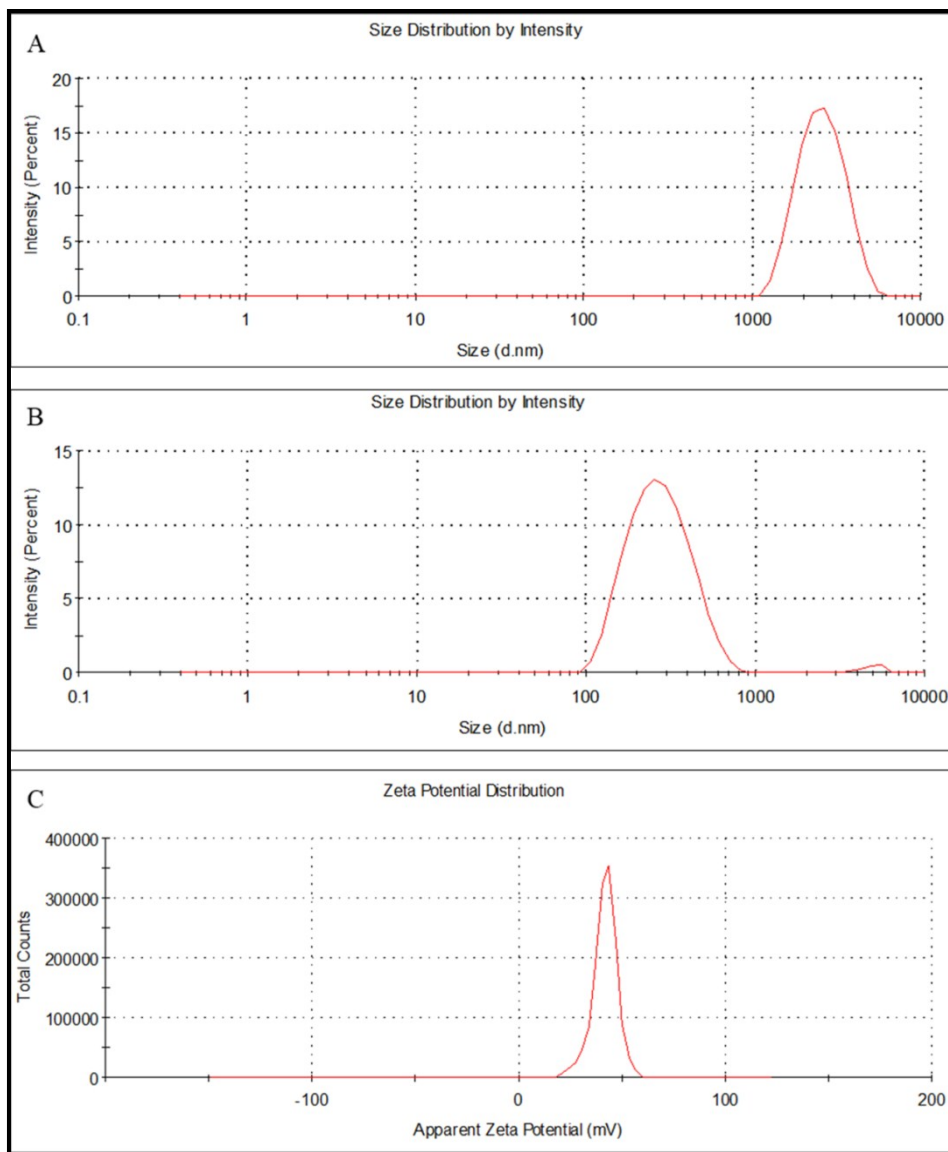 A
Size Distribution by Intensity
Intensity (Percent)
20
15
10
5
0
0.1 1 10 100 1000 10000
Size (d.nm)
B
Size Distribution by Intensity
Intensity (Percent)
15
10
5
0
0.1 1 10 100 1000 10000
Size (d.nm)
C
Zeta Potential Distribution
Total Counts
400000
300000
200000
100000
0
-100 0 100 200
Apparent Zeta Potential (mV)